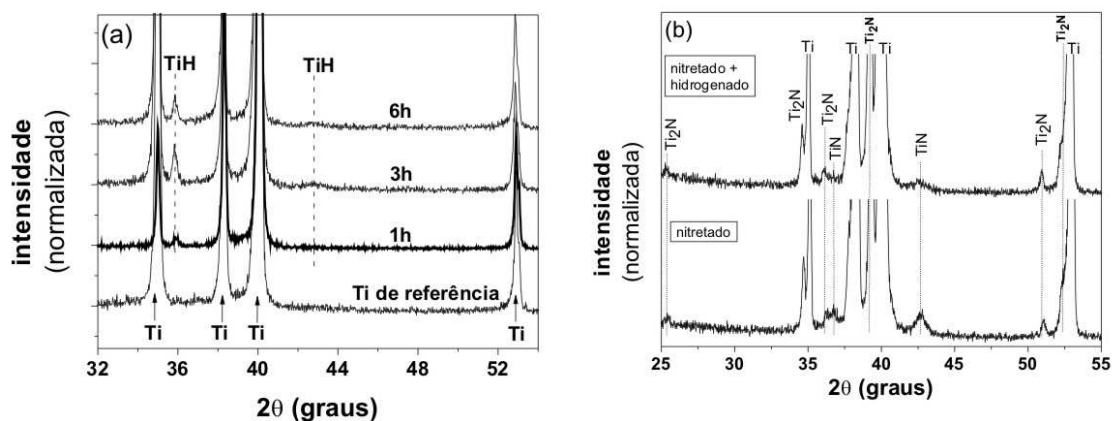 (a)
TiH
TiH
6h
3h
1h
Ti de referência
Ti
Ti
Ti
Ti
intensidade
(normalizada)
32 36 40 44 48 52
2θ (graus)
(b)
Ti Ti Ti₂N Ti Ti₂N Ti
nitretado +
hidrogenado
Ti₂N
Ti₂N
Ti₂N
TiN
TiN
Ti₂N
nitretado
intensidade
(normalizada)
25 30 35 40 45 50 55
2θ (graus)